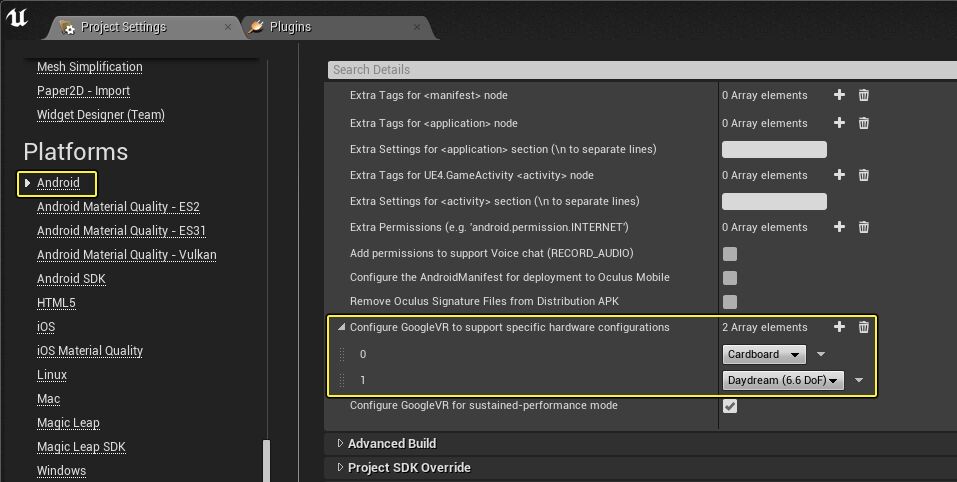 Project Settings
Plugins
Mesh Simplification
Paper2D - Import
Widget Designer (Team)
Platforms
Android
Android Material Quality - ES2
Android Material Quality - ES31
Android Material Quality - Vulkan
Android SDK
HTML5
iOS
iOS Material Quality
Linux
Mac
Magic Leap
Magic Leap SDK
Windows
Search Details
Extra Tags for <manifest> node 0 Array elements
Extra Tags for <application> node 0 Array elements
Extra Settings for <application> section (\n to separate lines)
Extra Tags for UE4.GameActivity <activity> node 0 Array elements
Extra Settings for <activity> section (\n to separate lines)
Extra Permissions (e.g. 'android.permission.INTERNET') 0 Array elements
Add permissions to support Voice chat (RECORD_AUDIO)
Configure the AndroidManifest for deployment to Oculus Mobile
Remove Oculus Signature Files from Distribution APK
Configure GoogleVR to support specific hardware configurations 2 Array elements
0 Cardboard
1 Daydream (6.6 DoF)
Configure GoogleVR for sustained-performance mode
Advanced Build
Project SDK Override